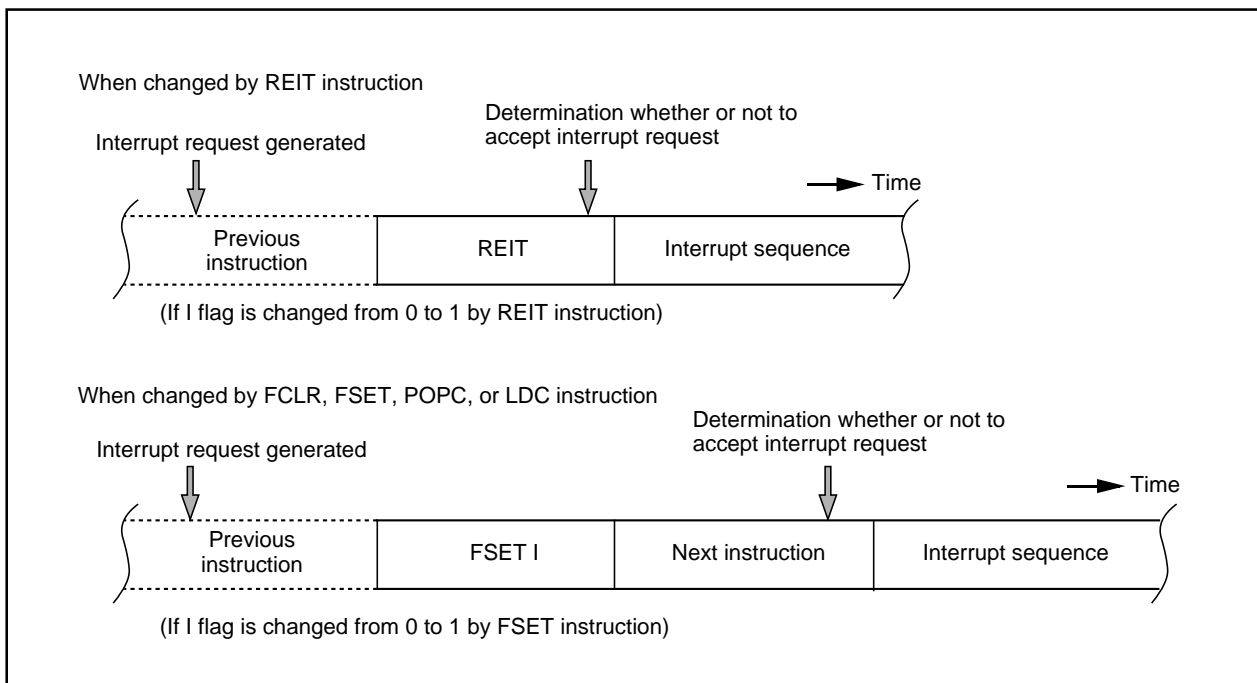 When changed by REIT instruction
Interrupt request generated
Determination whether or not to
accept interrupt request
Time
Previous
instruction
REIT
Interrupt sequence
(If I flag is changed from 0 to 1 by REIT instruction)
When changed by FCLR, FSET, POPC, or LDC instruction
Interrupt request generated
Determination whether or not to
accept interrupt request
Time
Previous
instruction
FSET I
Next instruction
Interrupt sequence
(If I flag is changed from 0 to 1 by FSET instruction)